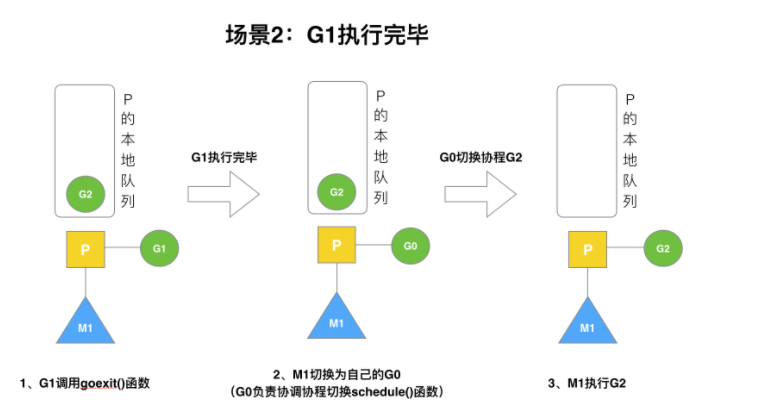 场景2：G1执行完毕
P的本地队列
G2
G1执行完毕
P的本地队列
G2
G0切换协程G2
P的本地队列
P
G1
P
G0
P
G2
M1
M1
M1
1、G1调用goexit()函数
2、M1切换为自己的G0
（G0负责协调协程切换schedule()函数）
3、M1执行G2